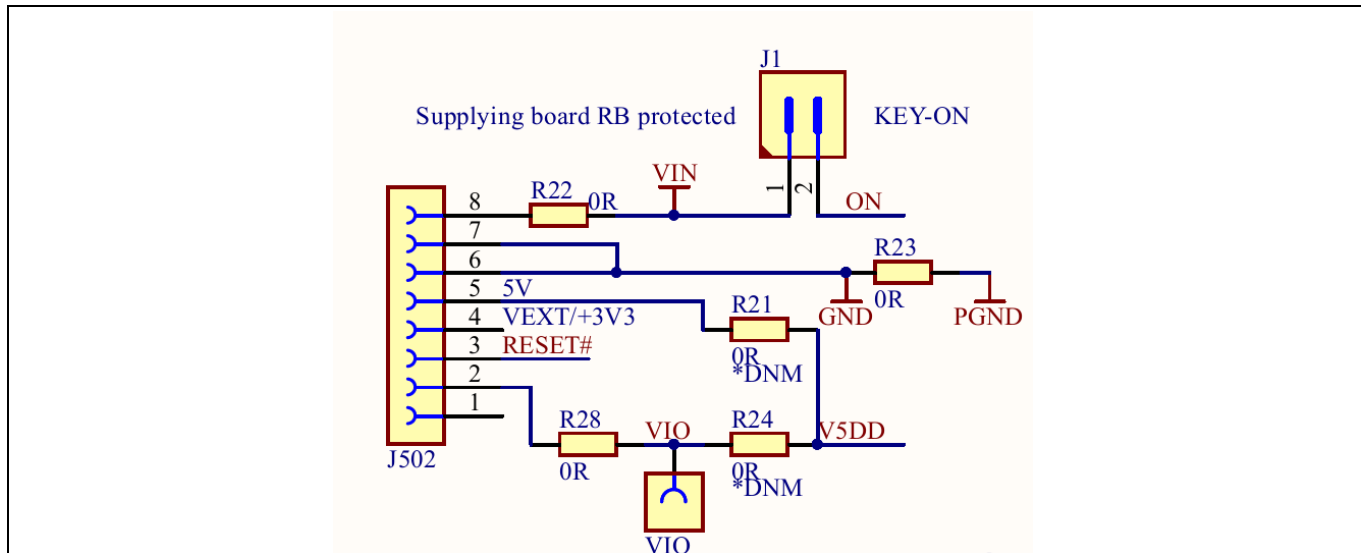 J1
Supplying board RB protected
KEY-ON
VIN
R22
0R
1
2
ON
8
7
6
5
4
3
2
1
5V
VEXT/+3V3
RESET#
R23
0R
GND
PGND
R21
0R
*DNM
R28
0R
VIO
R24
0R
*DNM
V5DD
J502
VIO